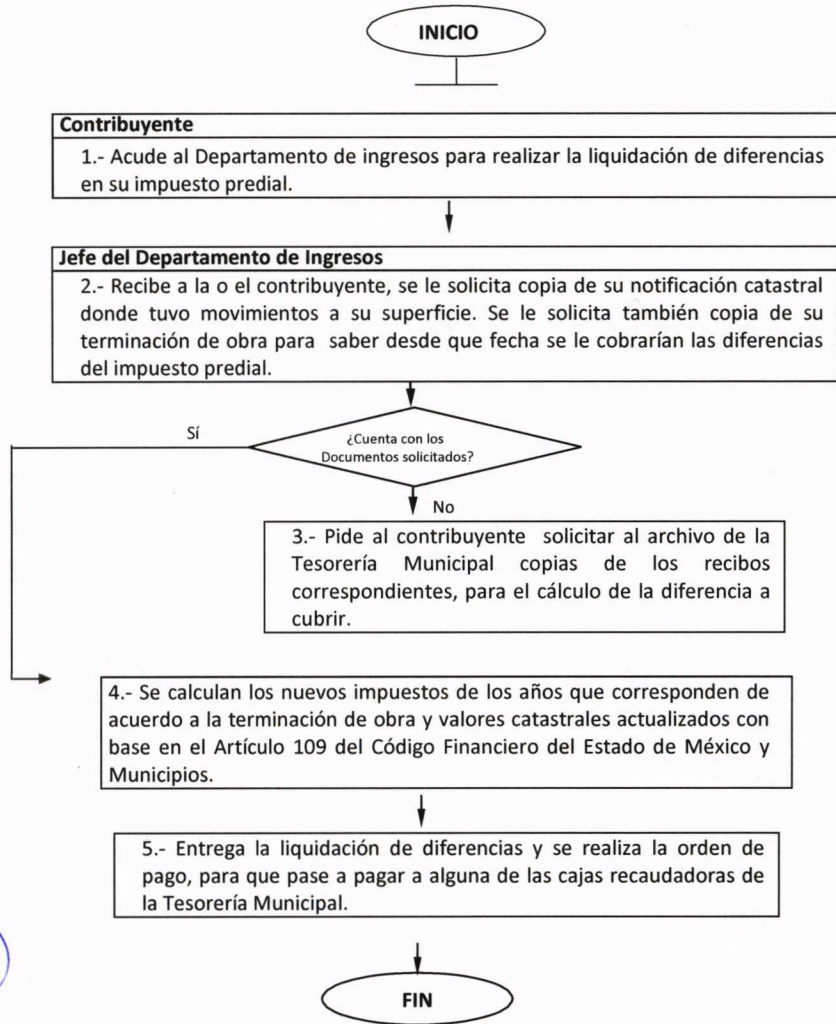 INICIO
Contribuyente
1.- Acude al Departamento de ingresos para realizar la liquidación de diferencias
en su impuesto predial.
Jefe del Departamento de Ingresos
2.- Recibe a la o el contribuyente, se le solicita copia de su notificación catastral
donde tuvo movimientos a su superficie. Se le solicita también copia de su
terminación de obra para saber desde que fecha se le cobrarían las diferencias
del impuesto predial.
Sí
¿Cuenta con los
Documentos solicitados?
No
3.- Pide al contribuyente solicitar al archivo de la
Tesorería Municipal copias de los recibos
correspondientes, para el cálculo de la diferencia a
cubrir.
4.- Se calculan los nuevos impuestos de los años que corresponden de
acuerdo a la terminación de obra y valores catastrales actualizados con
base en el Artículo 109 del Código Financiero del Estado de México y
Municipios.
5.- Entrega la liquidación de diferencias y se realiza la orden de
pago, para que pase a pagar a alguna de las cajas recaudadoras de
la Tesorería Municipal.
FIN